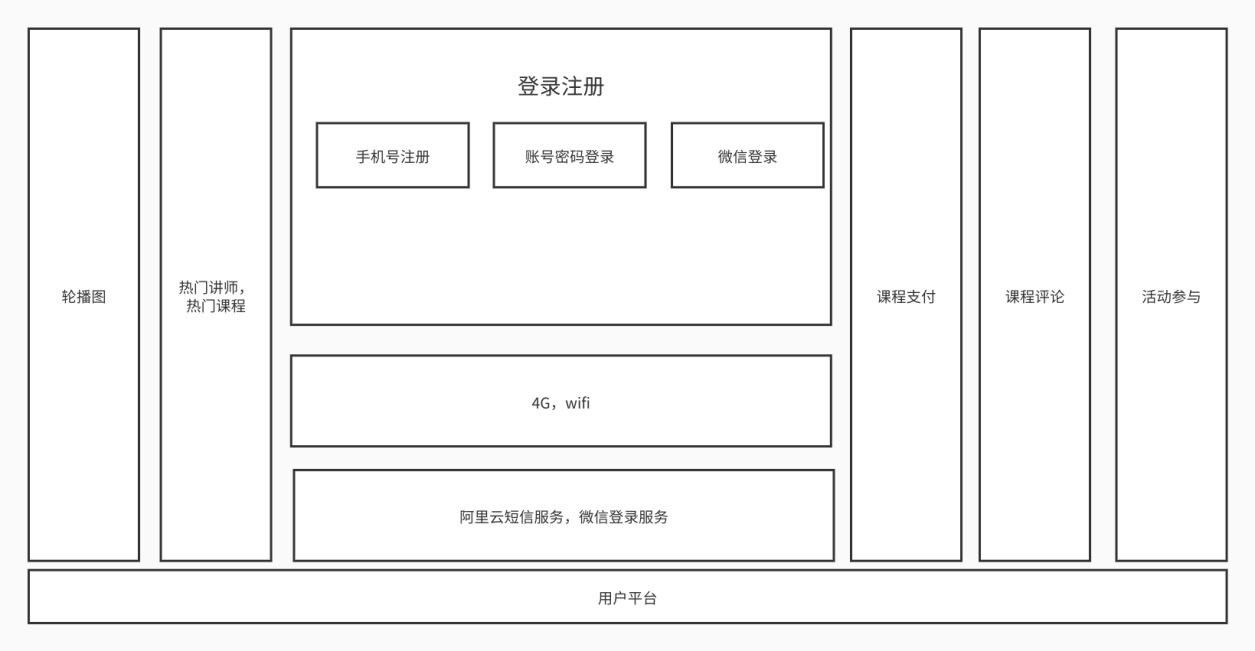 登录注册
手机号注册
账号密码登录
微信登录
轮播图
热门讲师，
热门课程
课程支付
课程评论
活动参与
4G，wifi
阿里云短信服务，微信登录服务
用户平台